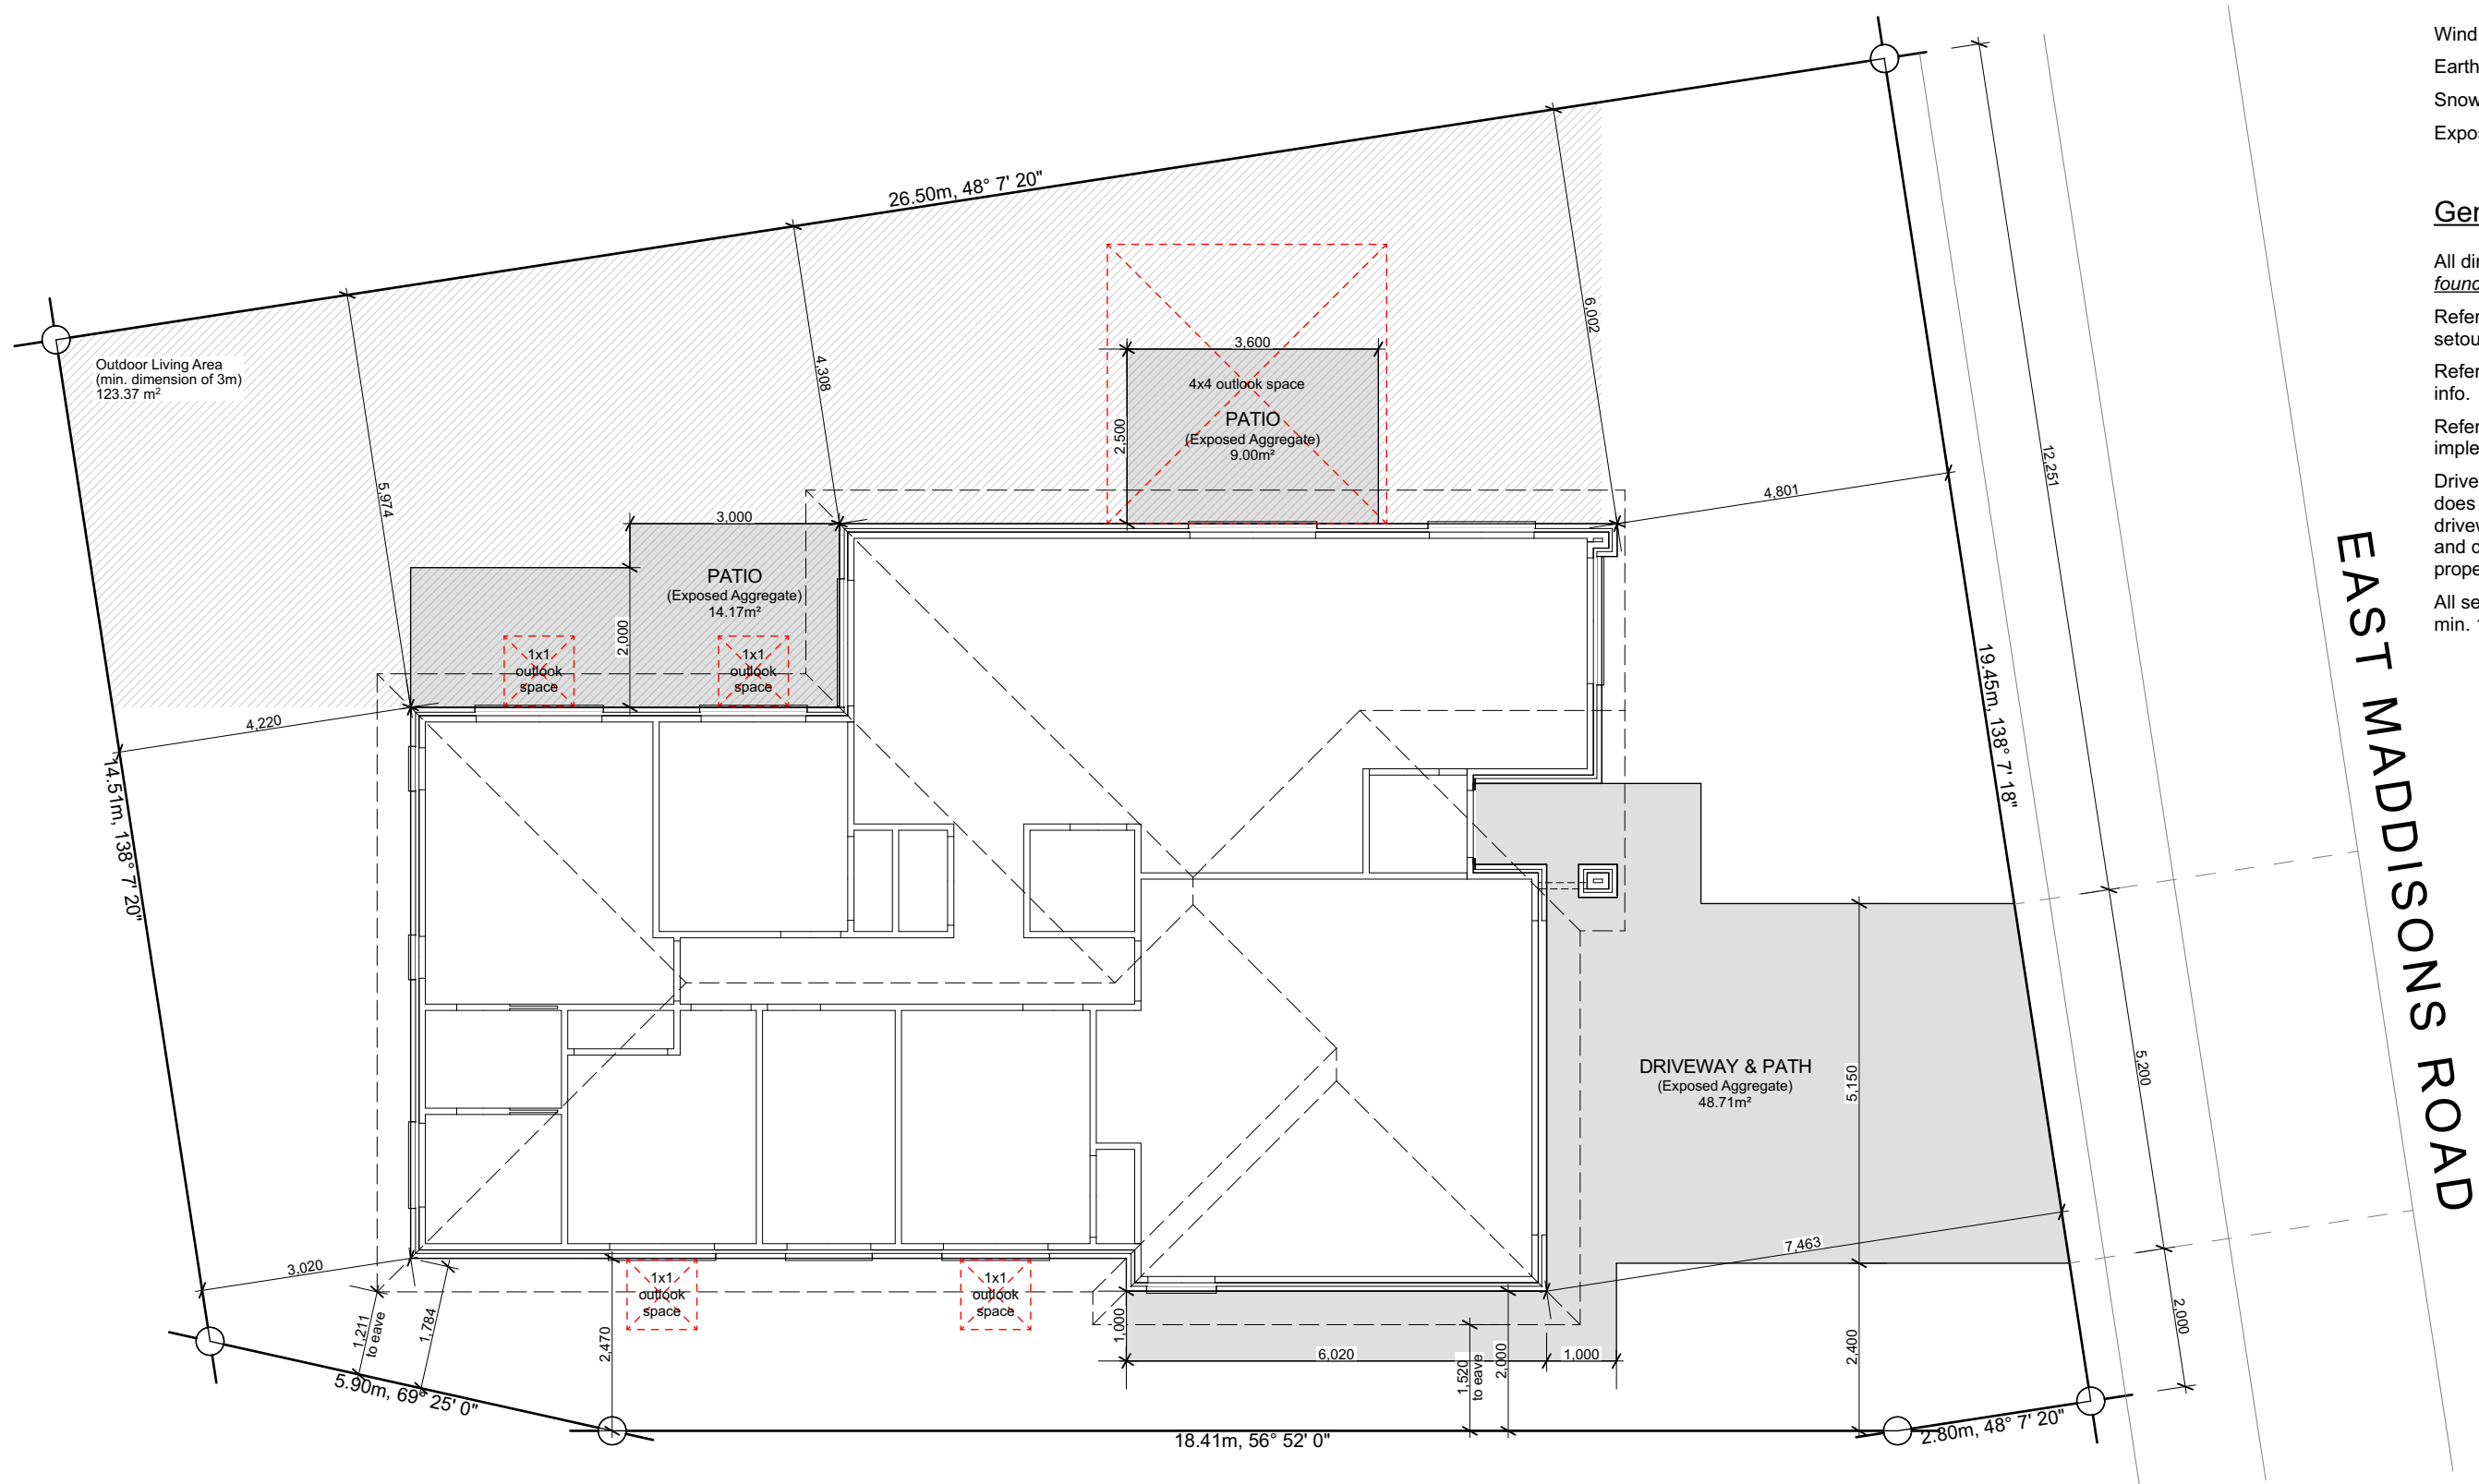 Wind
Earth
Snow
Expos
Ger
All dir
found
Refer
setou
Refer
info.
Refer
imple
Drive
does
drivew
and d
prope
All se
min. 1
26.50m, 48° 7' 20"
Outdoor Living Area
(min. dimension of 3m)
123.37 m²
5,974
4,308
6,002
3,600
4x4 outlook space
PATIO
(Exposed Aggregate)
9.00m²
2,500
12,251
4,801
3,000
PATIO
(Exposed Aggregate)
14.17m²
2,000
1x1
outlook
space
1x1
outlook
space
4,220
14.51m, 138° 7' 20"
19.45m, 138° 7' 18"
EAST MADDISONS ROAD
DRIVEWAY & PATH
(Exposed Aggregate)
48.71m²
5,150
5,200
7,463
3,020
1,211
to eave
1,784
2,470
1x1
outlook
space
1x1
outlook
space
1,000
6,020
1,000
1,520
to eave
2,000
2,400
2,000
5.90m, 69° 25' 0"
18.41m, 56° 52' 0"
2.80m, 48° 7' 20"